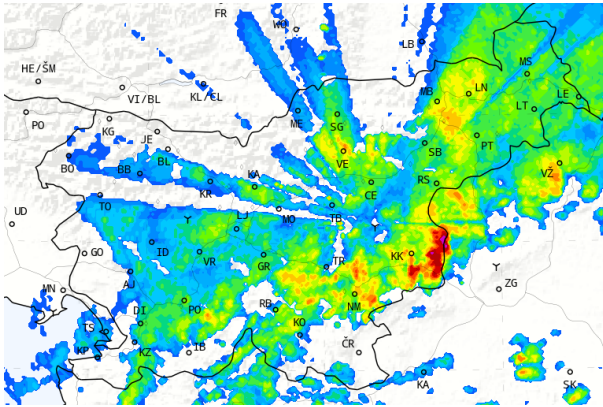 FR
KO
LB
HE/ŠM
MS
VI/BL
KL/CL
MB
LN
LE
PO
ME
SG
LT
KG
JE
PT
BL
VE
SB
BO
BB
KA
VŽ
KR
CE
RS
TO
MO
TB
UD
LJ
GO
ID
VR
GR
TR
KK
AJ
ZG
MN
PO
RB
NM
DI
TS
KO
KP
KZ
IB
ČR
KA
SK